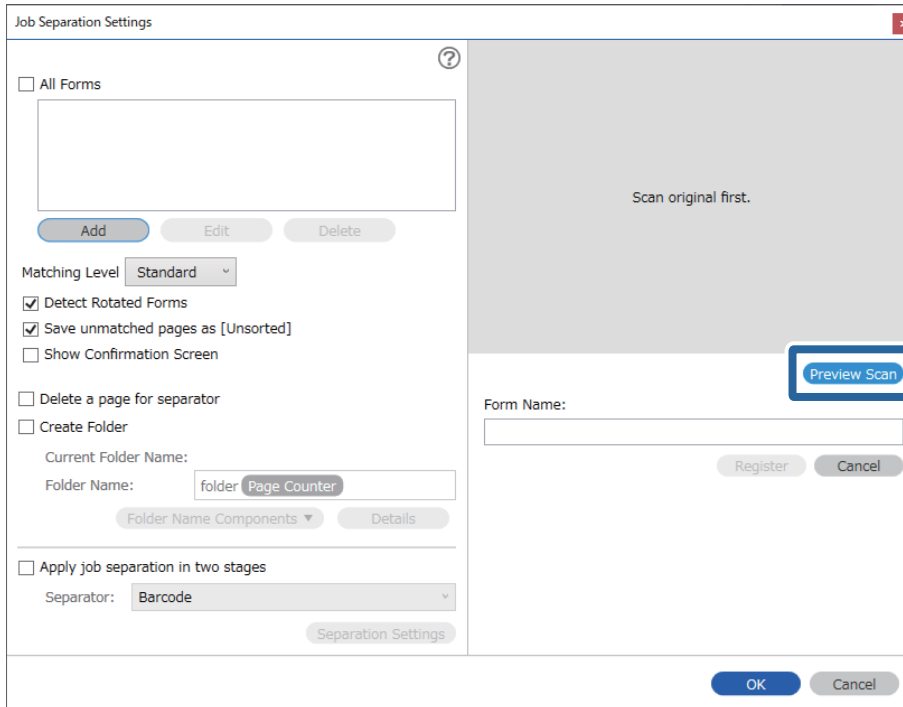 Job Separation Settings
All Forms
Add Edit Delete
Matching Level Standard
Detect Rotated Forms
Save unmatched pages as [Unsorted]
Show Confirmation Screen
Delete a page for separator
Create Folder
Current Folder Name:
Folder Name: folder Page Counter
Folder Name Components ▼ Details
Apply job separation in two stages
Separator: Barcode
Separation Settings
Scan original first.
Preview Scan
Form Name:
Register Cancel
OK Cancel